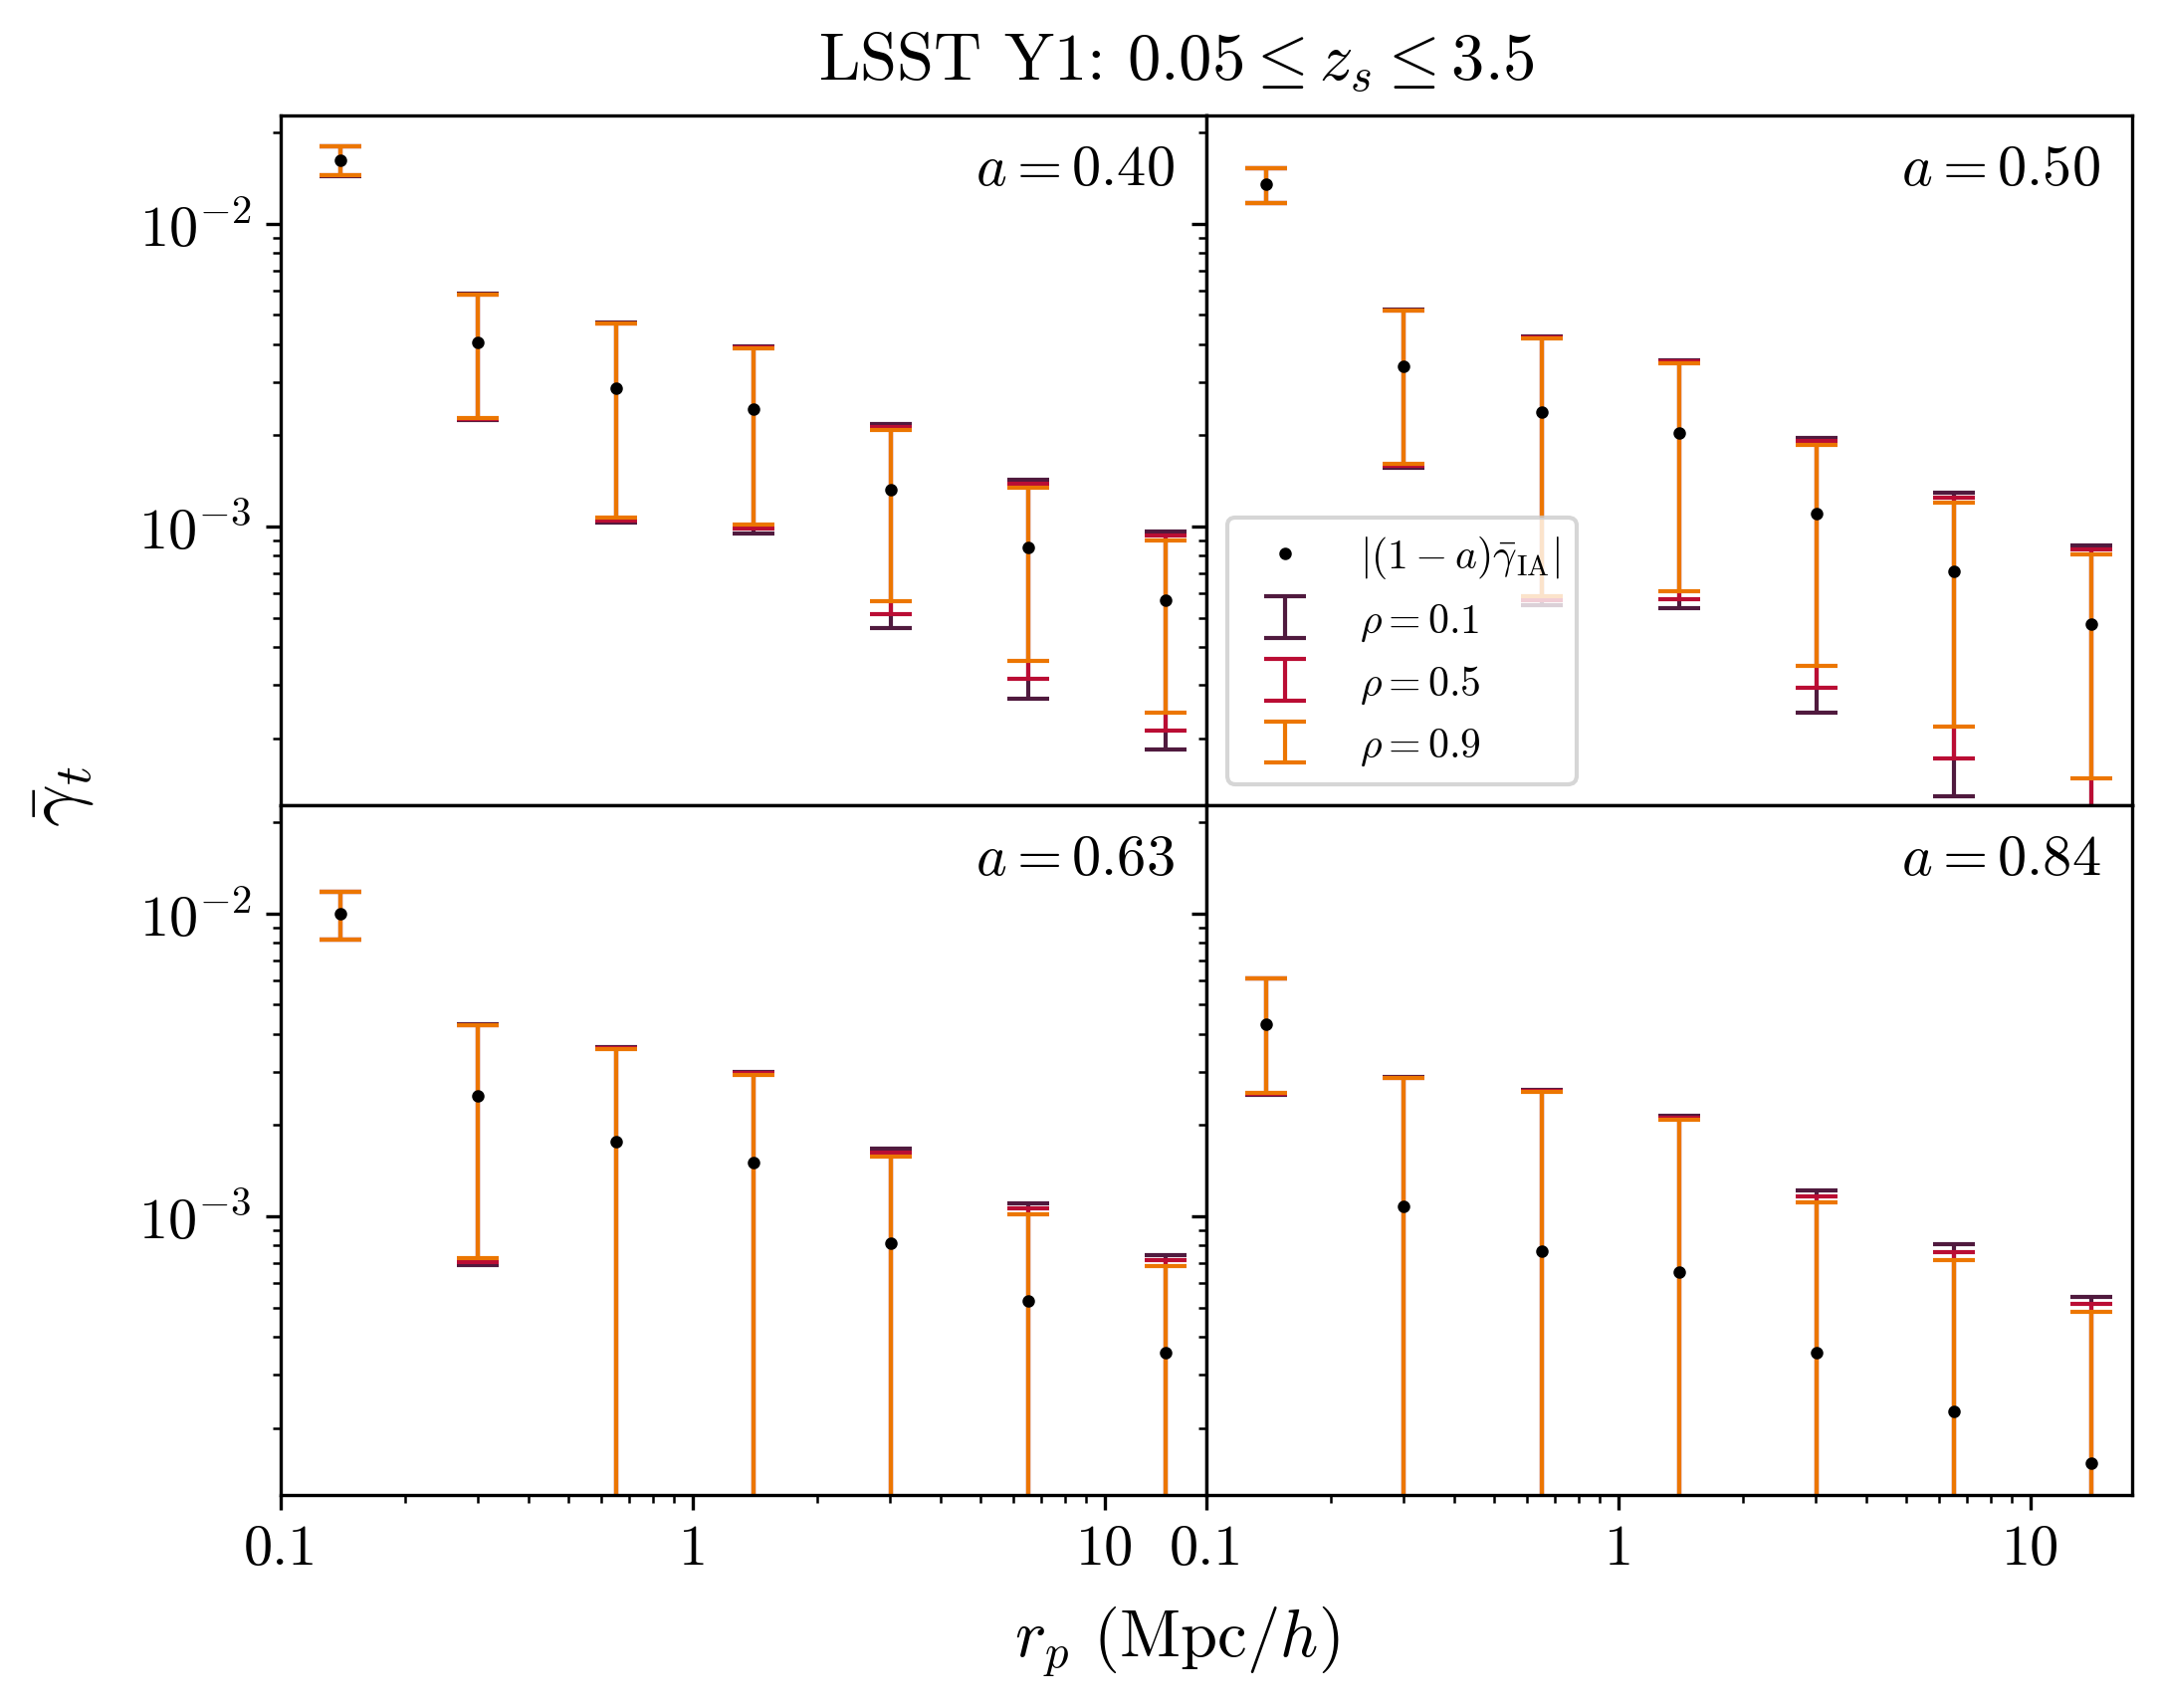 LSST Y1: 0.05 ≤ z_s ≤ 3.5
a = 0.40
a = 0.50
10^{-2}
10^{-3}
|(1 − a)γ̄_IA|
ρ = 0.1
ρ = 0.5
ρ = 0.9
γ̄_t
a = 0.63
a = 0.84
10^{-2}
10^{-3}
0.1 1 10 0.1 1 10
r_p (Mpc/h)